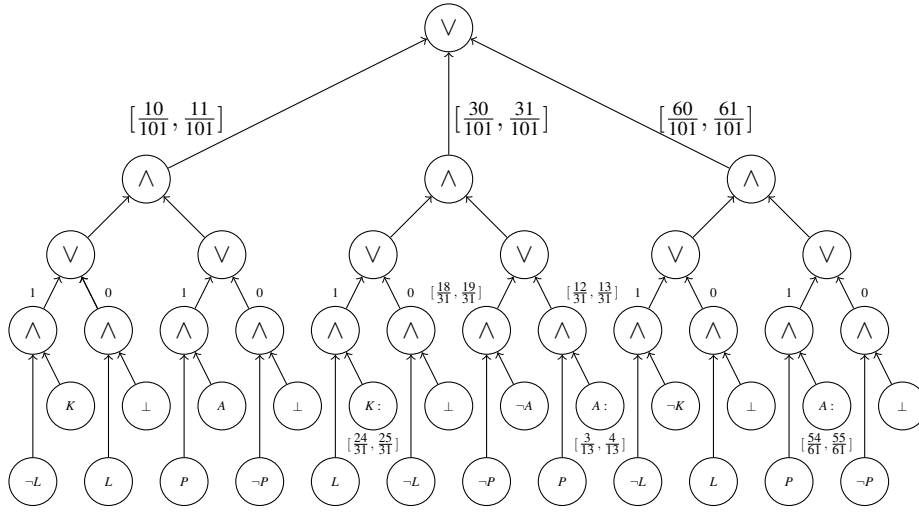 ∨
[10/101, 11/101] [30/101, 31/101] [60/101, 61/101]
∧ ∧ ∧
∨ ∨ ∨ ∨ ∨ ∨
1 0 1 0 1 0 [18/31, 19/31] [12/31, 13/31] 1 0 1 0
∧ ∧ ∧ ∧ ∧ ∧ ∧ ∧ ∧ ∧ ∧ ∧
K ⊥ A ⊥ K : ⊥ ¬A A : ¬K ⊥ A : ⊥
[24/31, 25/31] [3/13, 4/13] [54/61, 55/61]
¬L L P ¬P L ¬L ¬P P ¬L L P ¬P